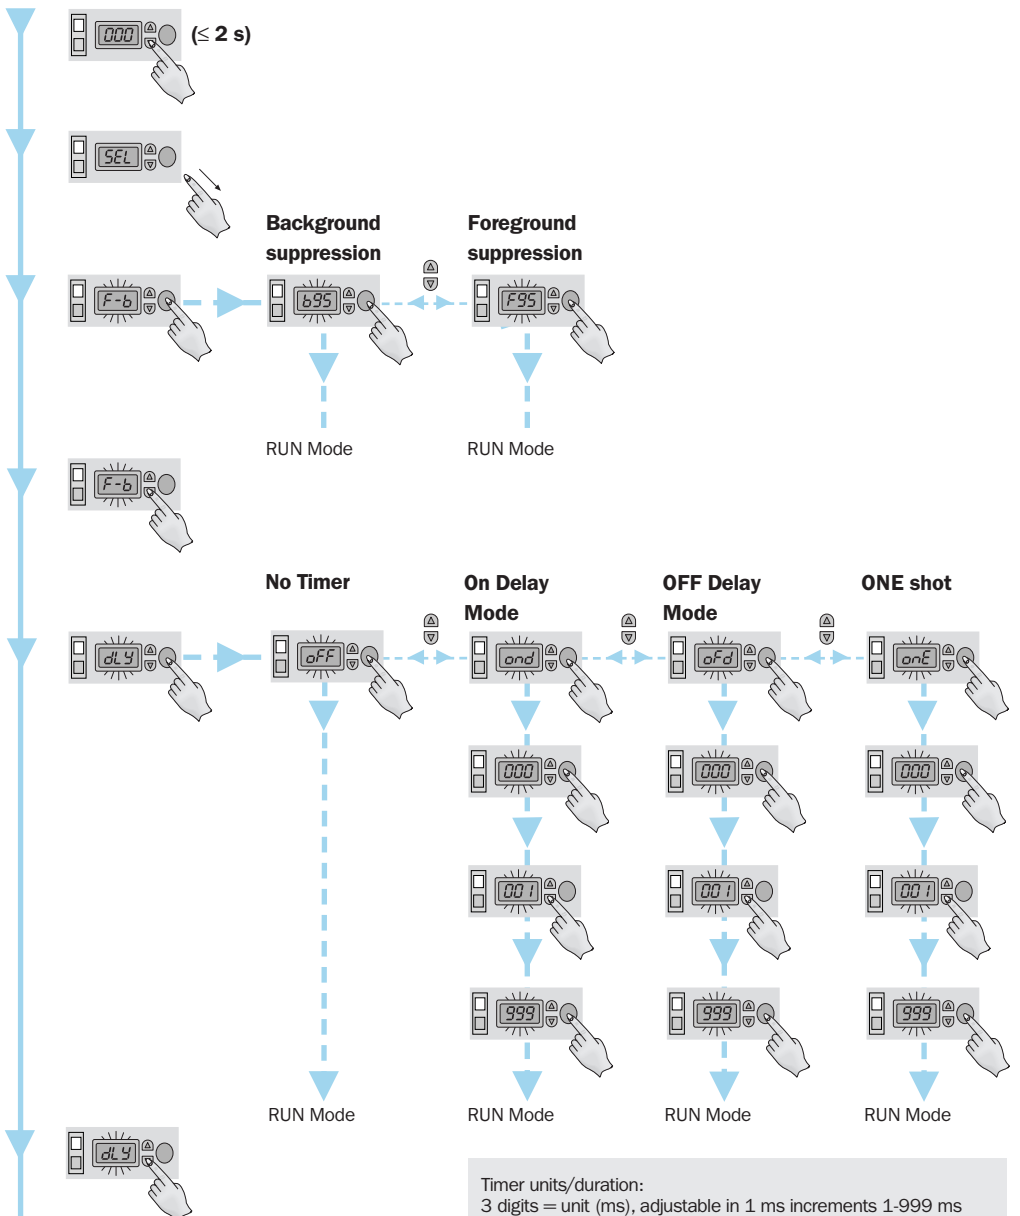 000
(≤ 2 s)
SEL
Background
suppression
Foreground
suppression
F-b
b95
F95
RUN Mode
RUN Mode
F-b
No Timer
On Delay
Mode
OFF Delay
Mode
ONE shot
dLY
oFF
ond
oFd
onE
000
000
000
001
001
001
999
999
999
RUN Mode
RUN Mode
RUN Mode
RUN Mode
dLY
Timer units/duration:
3 digits = unit (ms), adjustable in 1 ms increments 1-999 ms